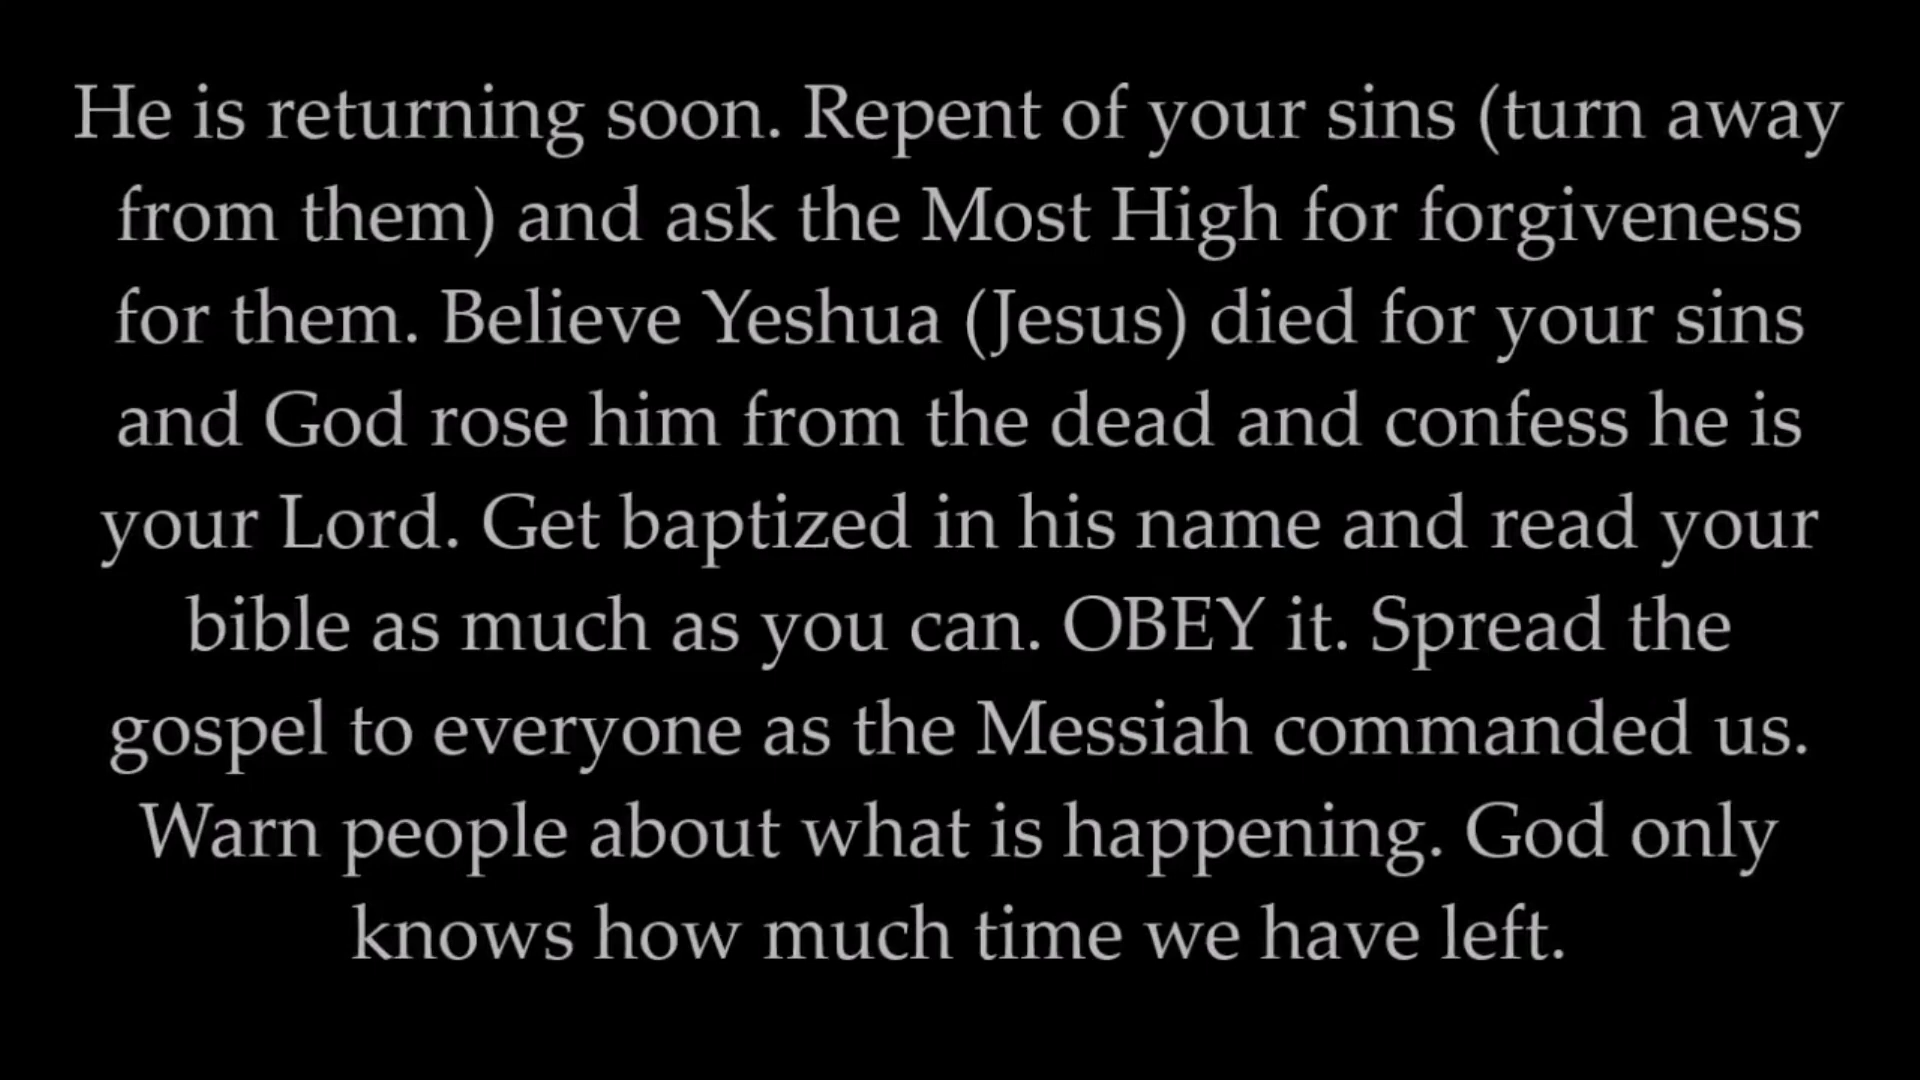 He is returning soon. Repent of your sins (turn away
from them) and ask the Most High for forgiveness
for them. Believe Yeshua (Jesus) died for your sins
and God rose him from the dead and confess he is
your Lord. Get baptized in his name and read your
bible as much as you can. OBEY it. Spread the
gospel to everyone as the Messiah commanded us.
Warn people about what is happening. God only
knows how much time we have left.